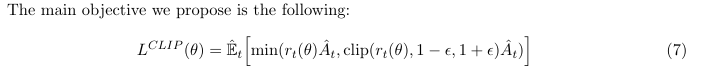 The main objective we propose is the following:
L^{CLIP}(θ) = Ê_t[min(r_t(θ)Â_t, clip(r_t(θ), 1 − ϵ, 1 + ϵ)Â_t)] (7)